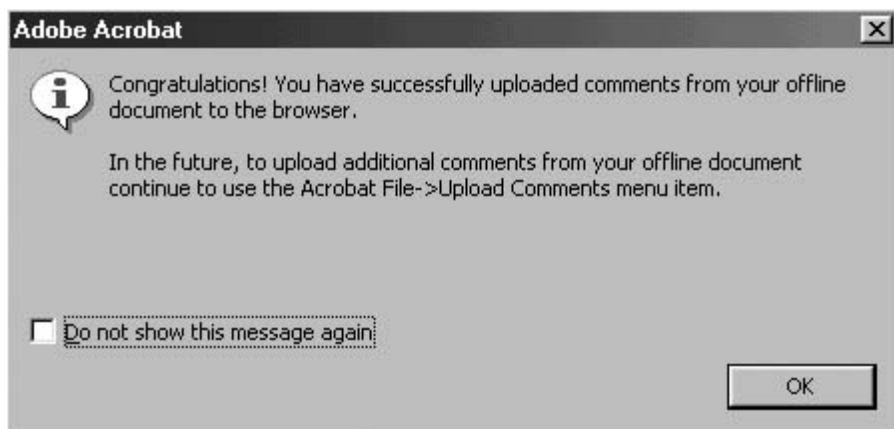 Adobe Acrobat
Congratulations! You have successfully uploaded comments from your offline
document to the browser.
In the future, to upload additional comments from your offline document
continue to use the Acrobat File->Upload Comments menu item.
Do not show this message again
OK